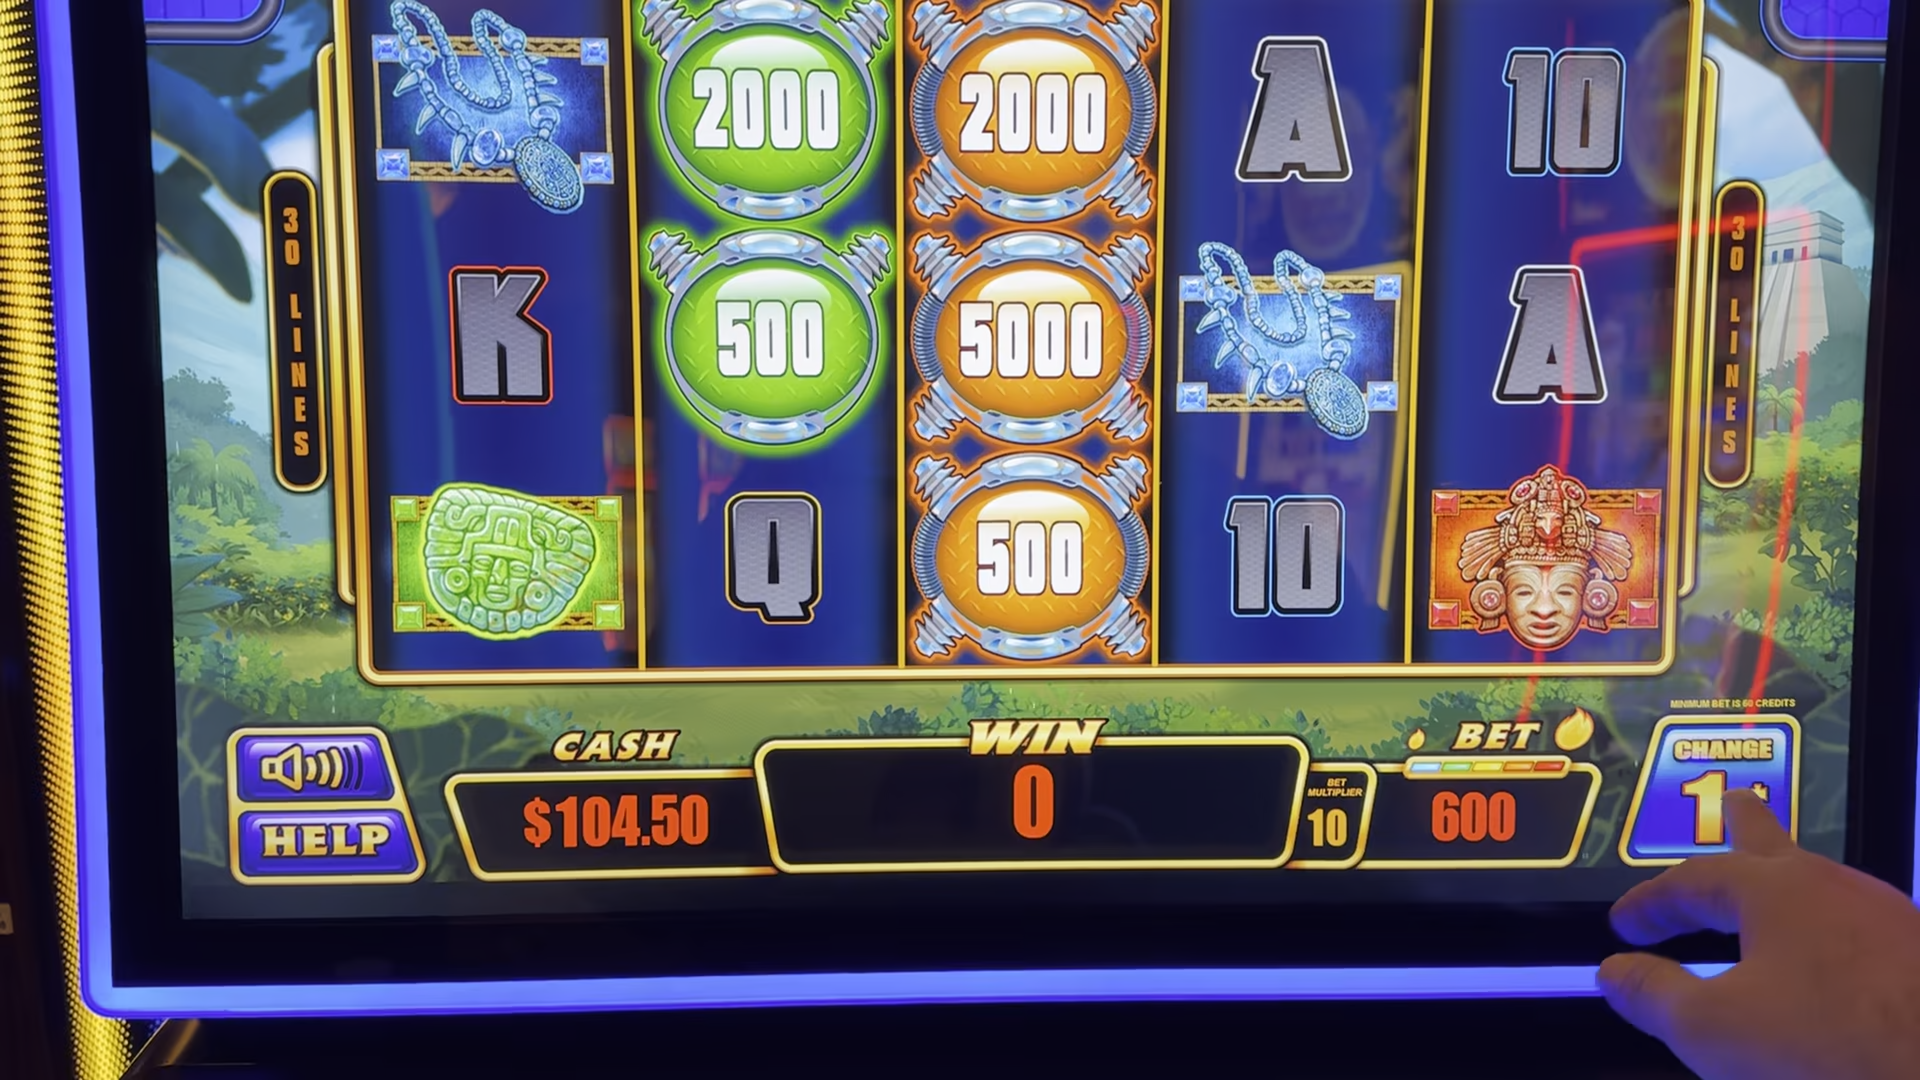 2000 2000 A 10
K 500 5000 A
Q 500 10
30 LINES
30 LINES
MINIMUM BET IS 60 CREDITS
CASH
$104.50
WIN
0
BET
MULTIPLIER
10
BET
600
CHANGE
1
HELP